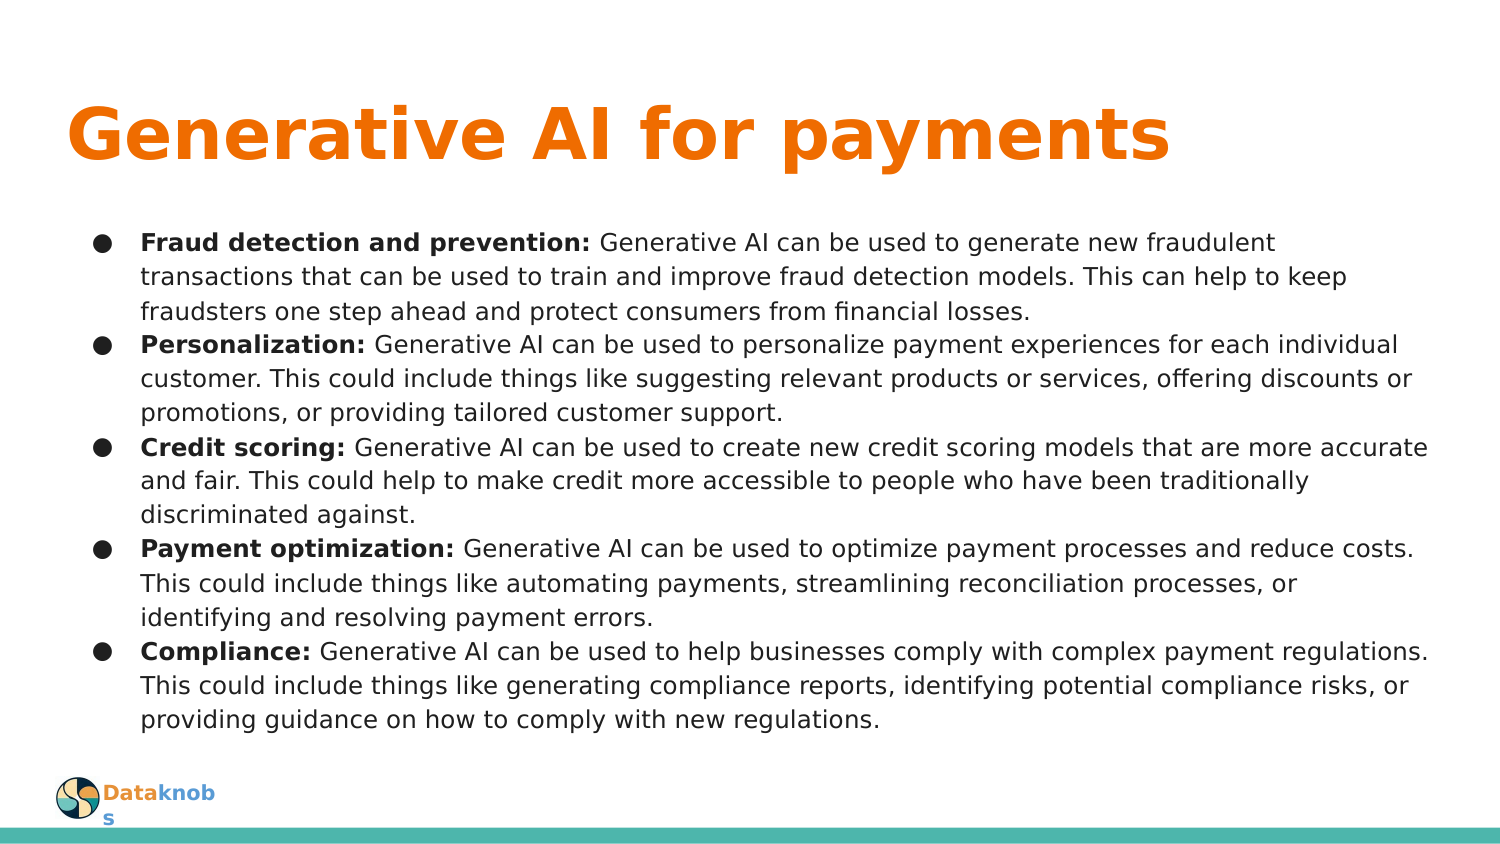 Generative AI for payments
● Fraud detection and prevention: Generative AI can be used to generate new fraudulent
transactions that can be used to train and improve fraud detection models. This can help to keep
fraudsters one step ahead and protect consumers from financial losses.
● Personalization: Generative AI can be used to personalize payment experiences for each individual
customer. This could include things like suggesting relevant products or services, offering discounts or
promotions, or providing tailored customer support.
● Credit scoring: Generative AI can be used to create new credit scoring models that are more accurate
and fair. This could help to make credit more accessible to people who have been traditionally
discriminated against.
● Payment optimization: Generative AI can be used to optimize payment processes and reduce costs.
This could include things like automating payments, streamlining reconciliation processes, or
identifying and resolving payment errors.
● Compliance: Generative AI can be used to help businesses comply with complex payment regulations.
This could include things like generating compliance reports, identifying potential compliance risks, or
providing guidance on how to comply with new regulations.
Dataknob
s